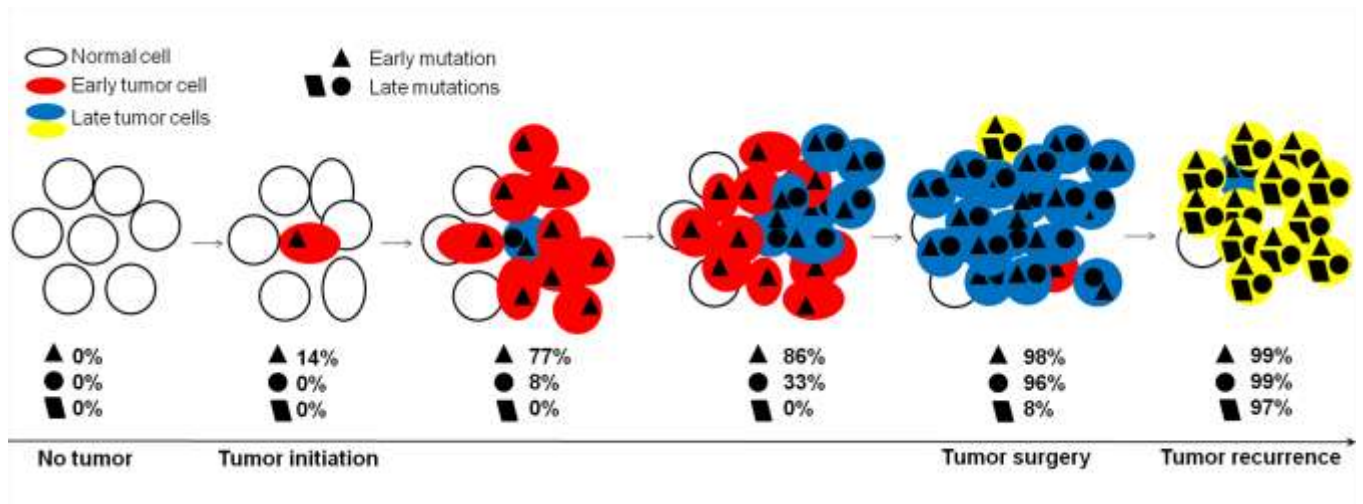 Normal cell
Early tumor cell
Late tumor cells
Early mutation
Late mutations
0%
0%
0%
14%
0%
0%
77%
8%
0%
86%
33%
0%
98%
96%
8%
99%
99%
97%
No tumor
Tumor initiation
Tumor surgery
Tumor recurrence